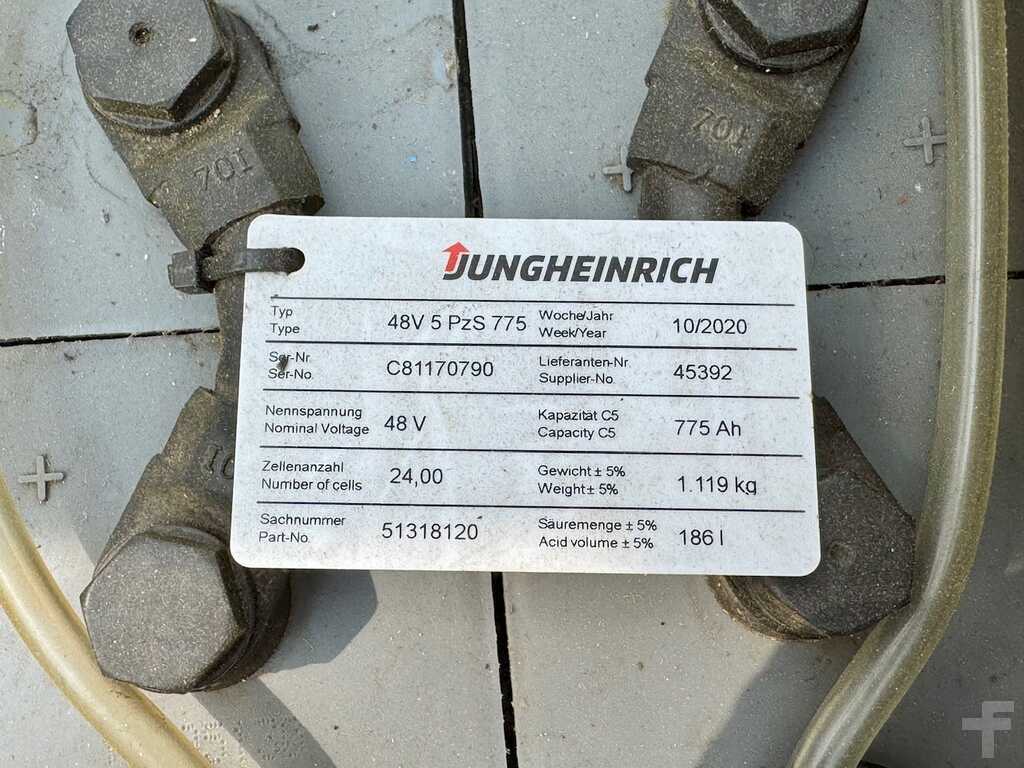 70I
70I
JUNGHEINRICH
Typ
Type
48V 5 PzS 775
Woche/Jahr
Week/Year
10/2020
Ser-Nr.
Ser-No.
C81170790
Lieferanten-Nr.
Supplier-No.
45392
Nennspannung
Nominal Voltage
48 V
Kapazität C5
Capacity C5
775 Ah
Zellenanzahl
Number of cells
24,00
Gewicht ± 5%
Weight ± 5%
1.119 kg
Sachnummer
Part-No.
51318120
Säuremenge ± 5%
Acid volume ± 5%
186 l